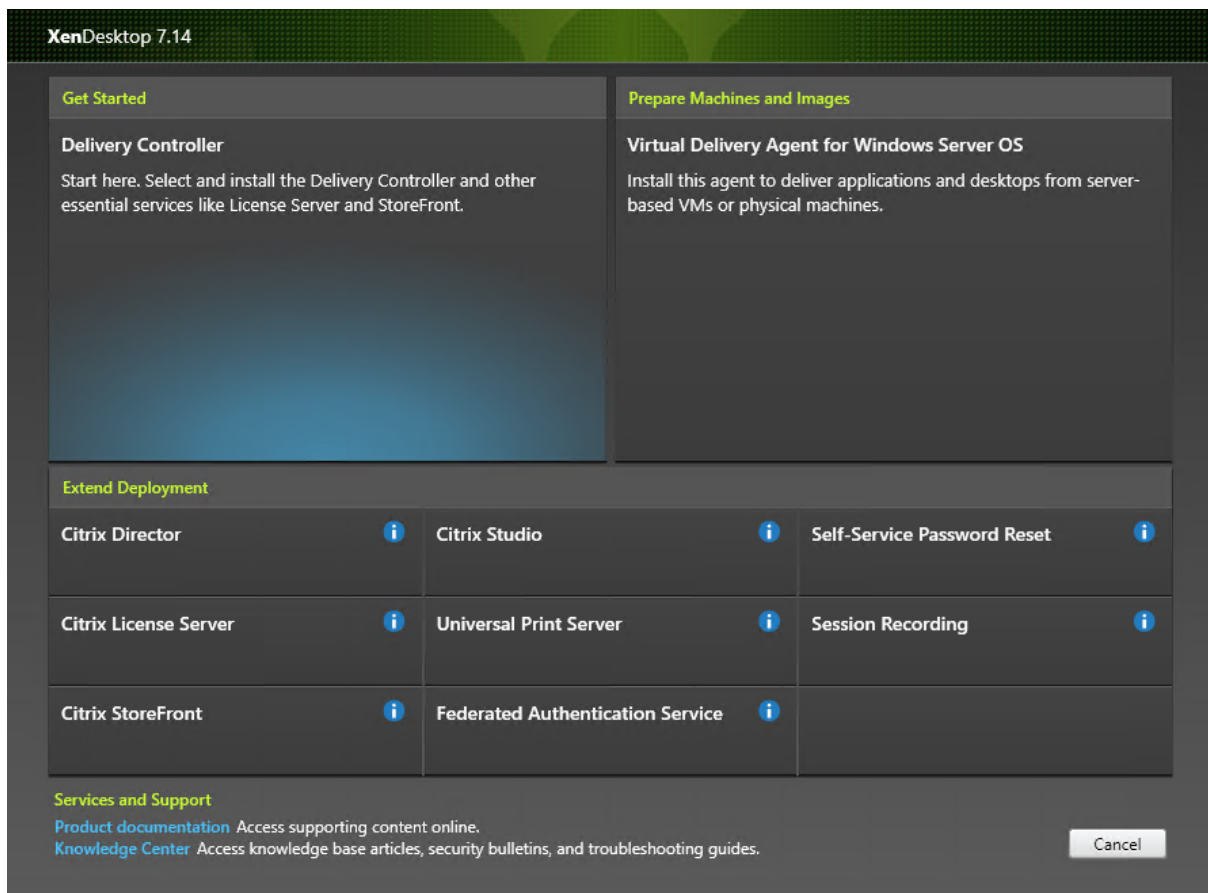 XenDesktop 7.14
Get Started
Delivery Controller
Start here. Select and install the Delivery Controller and other
essential services like License Server and StoreFront.
Prepare Machines and Images
Virtual Delivery Agent for Windows Server OS
Install this agent to deliver applications and desktops from server-
based VMs or physical machines.
Extend Deployment
Citrix Director
Citrix Studio
Self-Service Password Reset
Citrix License Server
Universal Print Server
Session Recording
Citrix StoreFront
Federated Authentication Service
Services and Support
Product documentation Access supporting content online.
Knowledge Center Access knowledge base articles, security bulletins, and troubleshooting guides.
Cancel